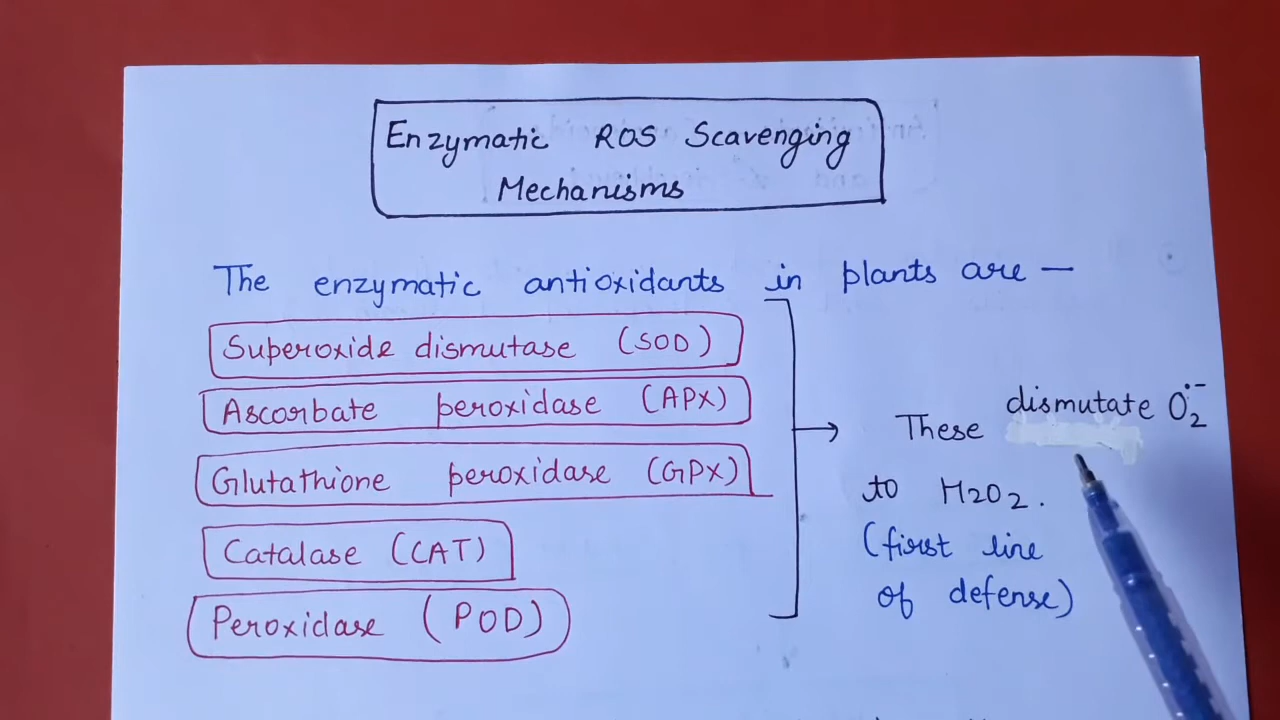 Enzymatic ROS Scavenging
Mechanisms
The enzymatic antioxidants in plants are —
Superoxide dismutase (SOD)
Ascorbate peroxidase (APX)
Glutathione peroxidase (GPX)
Catalase (CAT)
Peroxidase (POD)
→ These dismutate O₂•⁻
to H2O2.
(first line
of defense)